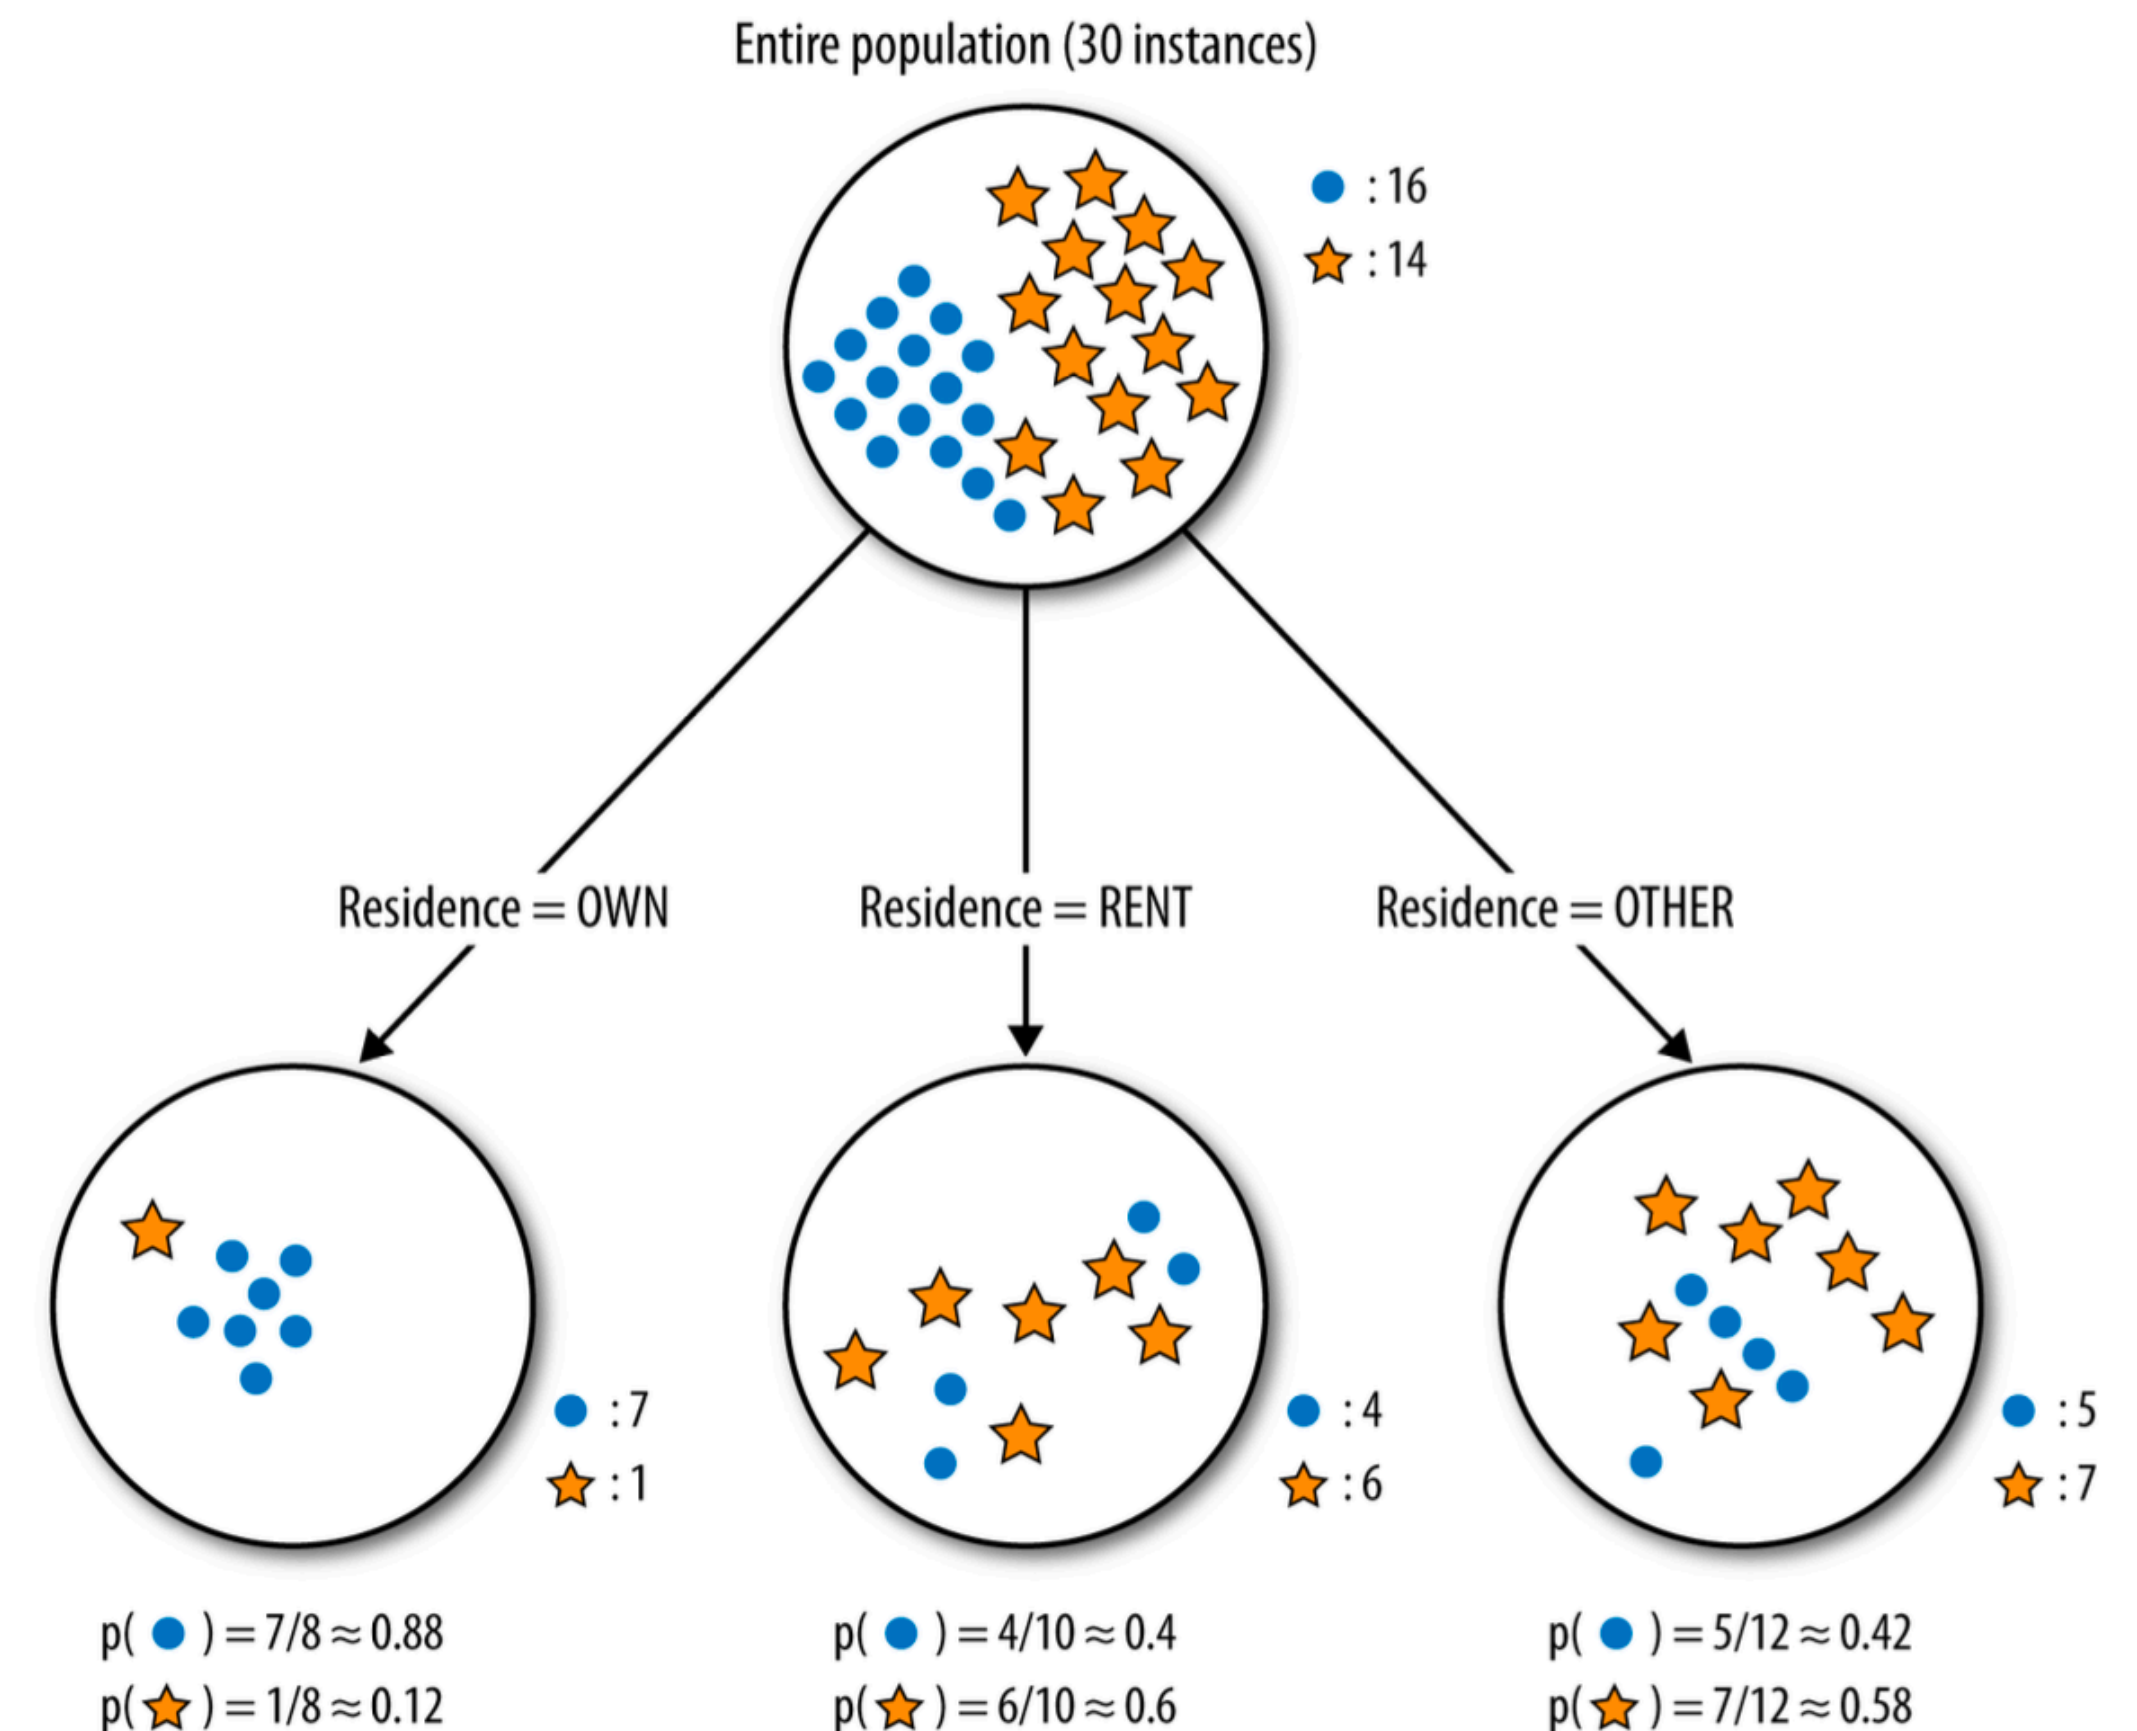 Entire population (30 instances)
: 16
: 14
Residence = OWN
Residence = RENT
Residence = OTHER
: 7
: 1
: 4
: 6
: 5
: 7
p( ) = 7/8 ≈ 0.88
p( ) = 1/8 ≈ 0.12
p( ) = 4/10 ≈ 0.4
p( ) = 6/10 ≈ 0.6
p( ) = 5/12 ≈ 0.42
p( ) = 7/12 ≈ 0.58